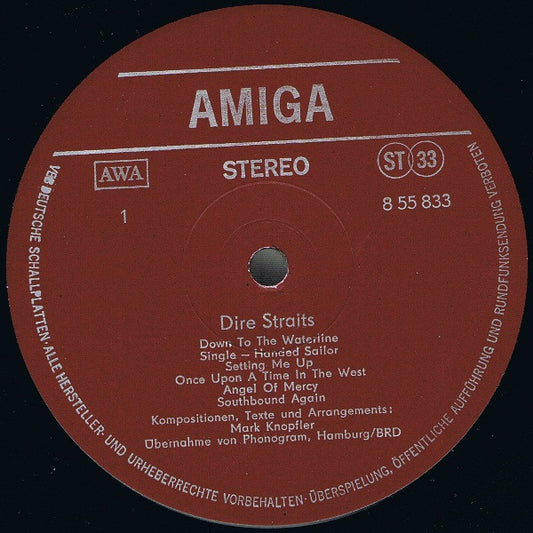 AMIGA
AWA
STEREO
ST 33
1
8 55 833
Dire Straits
Down To The Waterline
Single – Handed Sailor
Setting Me Up
Once Upon A Time In The West
Angel Of Mercy
Southbound Again
Kompositionen, Texte und Arrangements:
Mark Knopfler
Übernahme von Phonogram, Hamburg/BRD
VEB DEUTSCHE SCHALLPLATTEN · ALLE HERSTELLER- UND URHEBERRECHTE VORBEHALTEN · ÜBERSPIELUNG, ÖFFENTLICHE AUFFÜHRUNG UND RUNDFUNKSENDUNG VERBOTEN